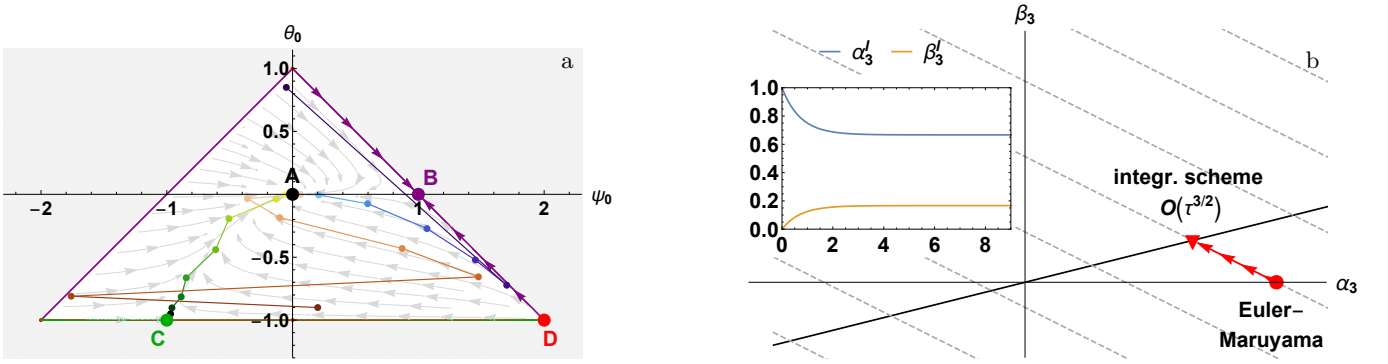 θ₀
a
1.0
0.5
A
B
-2
-1
1
2
ψ₀
-0.5
-1.0
C
D
β₃
α₃ᴵ β₃ᴵ
b
1.0
0.8
0.6
0.4
0.2
0.0
0 2 4 6 8
integr. scheme
O(τ^{3/2})
α₃
Euler–
Maruyama